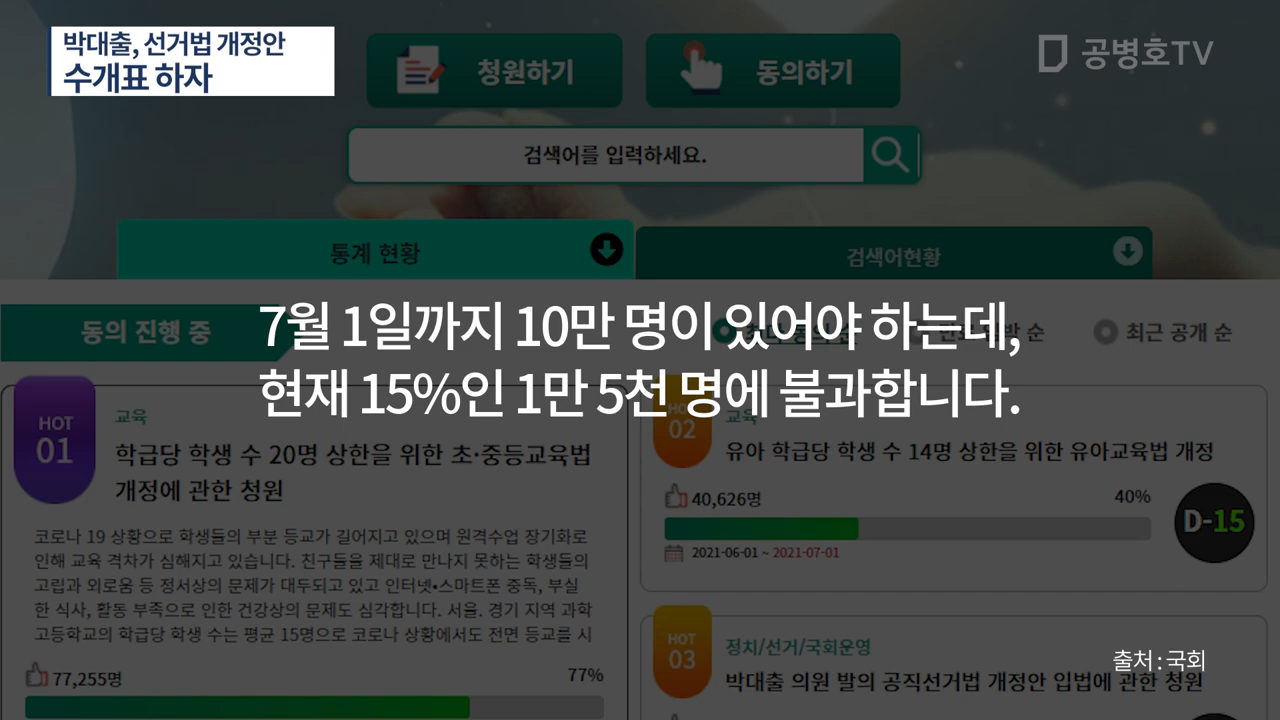 박대출, 선거법 개정안
수개표 하자
공병호TV
청원하기
동의하기
검색어를 입력하세요.
통계 현황
검색어현황
동의 진행 중
순
최근 공개 순
7월 1일까지 10만 명이 있어야 하는데,
현재 15%인 1만 5천 명에 불과합니다.
HOT
01
교육
학급당 학생 수 20명 상한을 위한 초·중등교육법
개정에 관한 청원
코로나 19 상황으로 학생들의 부분 등교가 길어지고 있으며 원격수업 장기화로
인해 교육 격차가 심해지고 있습니다. 친구들을 제대로 만나지 못하는 학생들의
고립과 외로움 등 정서상의 문제가 대두되고 있고 인터넷•스마트폰 중독, 부실
한 식사, 활동 부족으로 인한 건강상의 문제도 심각합니다. 서울. 경기 지역 과학
고등학교의 학급당 학생 수는 평균 15명으로 코로나 상황에서도 전면 등교를 시
77,255명
77%
HOT
02
교육
유아 학급당 학생 수 14명 상한을 위한 유아교육법 개정
40,626명
40%
2021-06-01 ~ 2021-07-01
D-15
HOT
03
정치/선거/국회운영
박대출 의원 발의 공직선거법 개정안 입법에 관한 청원
출처 : 국회